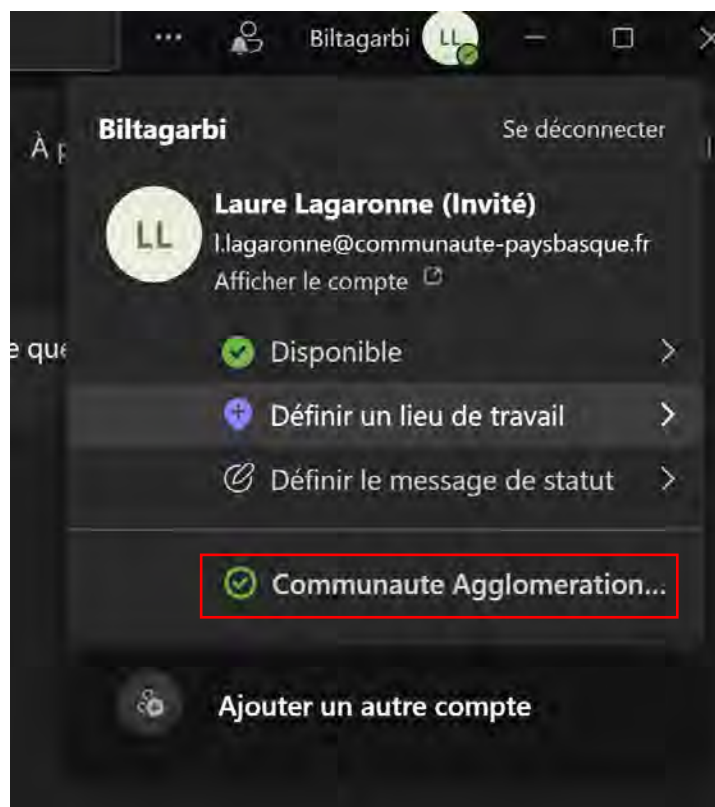 ... Biltagarbi LL
Biltagarbi Se déconnecter
À p
LL
Laure Lagaronne (Invité)
l.lagaronne@communaute-paysbasque.fr
Afficher le compte
e que
Disponible
Définir un lieu de travail
Définir le message de statut
Communaute Agglomeration...
Ajouter un autre compte